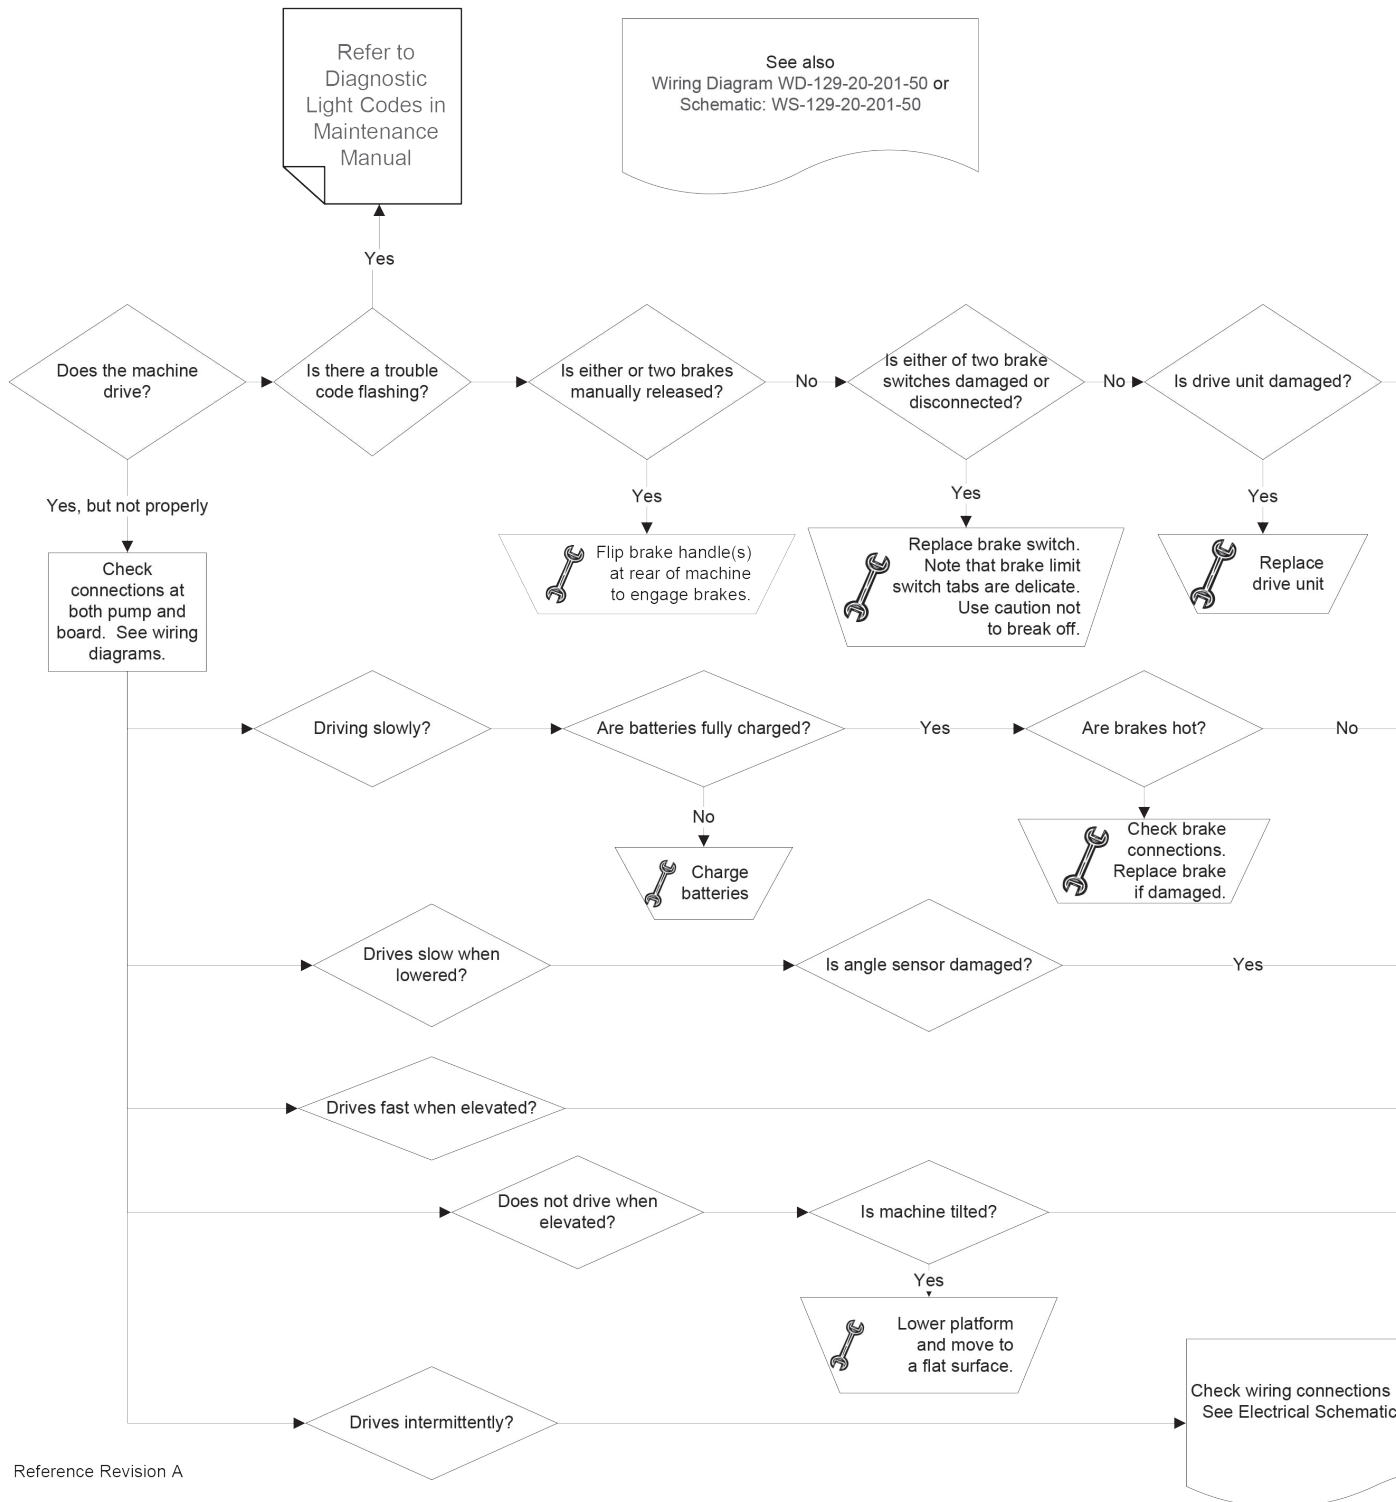 Refer to
Diagnostic
Light Codes in
Maintenance
Manual
See also
Wiring Diagram WD-129-20-201-50 or
Schematic: WS-129-20-201-50
Yes
Does the machine
drive?
Is there a trouble
code flashing?
Is either or two brakes
manually released?
No
Is either of two brake
switches damaged or
disconnected?
No
Is drive unit damaged?
Yes, but not properly
Yes
Yes
Yes
Check
connections at
both pump and
board. See wiring
diagrams.
Flip brake handle(s)
at rear of machine
to engage brakes.
Replace brake switch.
Note that brake limit
switch tabs are delicate.
Use caution not
to break off.
Replace
drive unit
Driving slowly?
Are batteries fully charged?
Yes
Are brakes hot?
No
No
Charge
batteries
Check brake
connections.
Replace brake
if damaged.
Drives slow when
lowered?
Is angle sensor damaged?
Yes
Drives fast when elevated?
Does not drive when
elevated?
Is machine tilted?
Yes
Lower platform
and move to
a flat surface.
Drives intermittently?
Check wiring connections
See Electrical Schematic
Reference Revision A